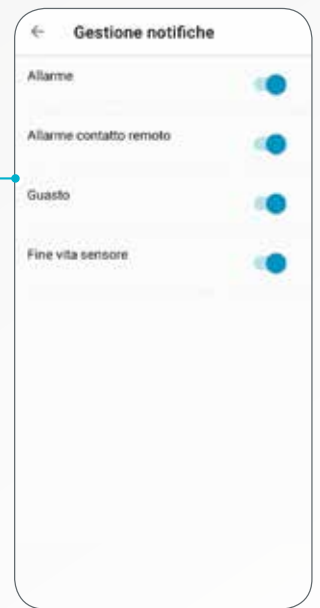 Gestione notifiche
Allarme
Allarme contatto remoto
Guasto
Fine vita sensore